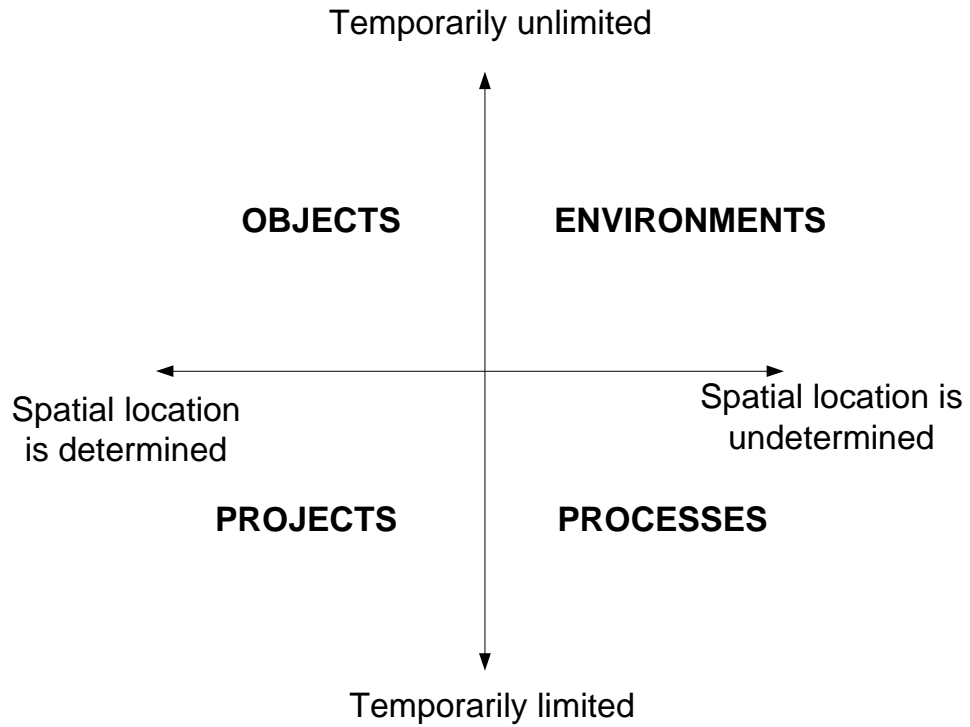 Temporarily unlimited
OBJECTS
ENVIRONMENTS
Spatial location
is determined
Spatial location is
undetermined
PROJECTS
PROCESSES
Temporarily limited